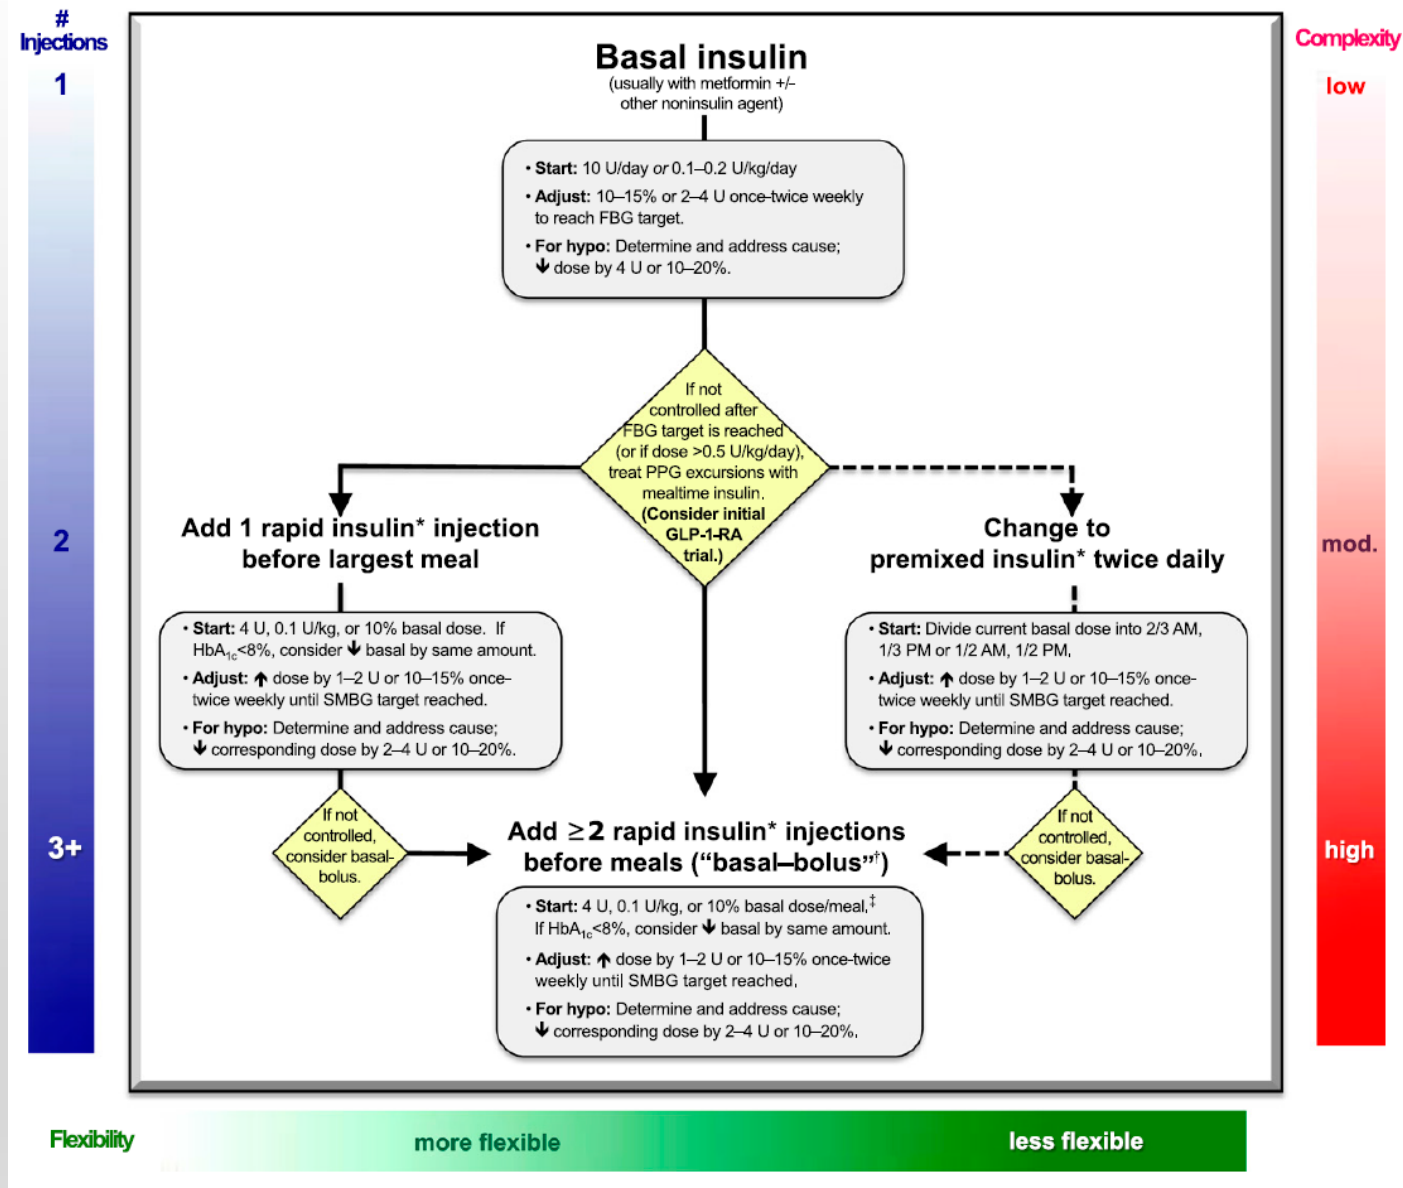 #
Injections
1
2
3+
Complexity
low
mod.
high
Basal insulin
(usually with metformin +/-
other noninsulin agent)
• Start: 10 U/day or 0.1–0.2 U/kg/day
• Adjust: 10–15% or 2–4 U once-twice weekly
to reach FBG target.
• For hypo: Determine and address cause;
↓ dose by 4 U or 10–20%.
If not
controlled after
FBG target is reached
(or if dose >0.5 U/kg/day),
treat PPG excursions with
mealtime insulin.
(Consider initial
GLP-1-RA
trial.)
Add 1 rapid insulin* injection
before largest meal
• Start: 4 U, 0.1 U/kg, or 10% basal dose. If
HbA1c<8%, consider ↓ basal by same amount.
• Adjust: ↑ dose by 1–2 U or 10–15% once-
twice weekly until SMBG target reached.
• For hypo: Determine and address cause;
↓ corresponding dose by 2–4 U or 10–20%.
If not
controlled,
consider basal-
bolus.
Change to
premixed insulin* twice daily
• Start: Divide current basal dose into 2/3 AM,
1/3 PM or 1/2 AM, 1/2 PM.
• Adjust: ↑ dose by 1–2 U or 10–15% once-
twice weekly until SMBG target reached.
• For hypo: Determine and address cause;
↓ corresponding dose by 2–4 U or 10–20%.
If not
controlled,
consider basal-
bolus.
Add ≥2 rapid insulin* injections
before meals ("basal–bolus"†)
• Start: 4 U, 0.1 U/kg, or 10% basal dose/meal.‡
If HbA1c<8%, consider ↓ basal by same amount.
• Adjust: ↑ dose by 1–2 U or 10–15% once-twice
weekly until SMBG target reached.
• For hypo: Determine and address cause;
↓ corresponding dose by 2–4 U or 10–20%.
Flexibility
more flexible
less flexible